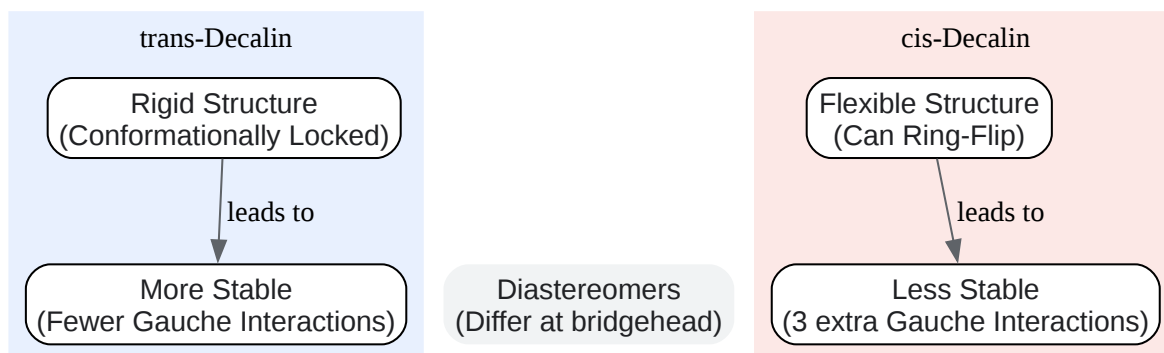 trans-Decalin
Rigid Structure
(Conformationally Locked)
leads to
More Stable
(Fewer Gauche Interactions)
Diastereomers
(Differ at bridgehead)
cis-Decalin
Flexible Structure
(Can Ring-Flip)
leads to
Less Stable
(3 extra Gauche Interactions)